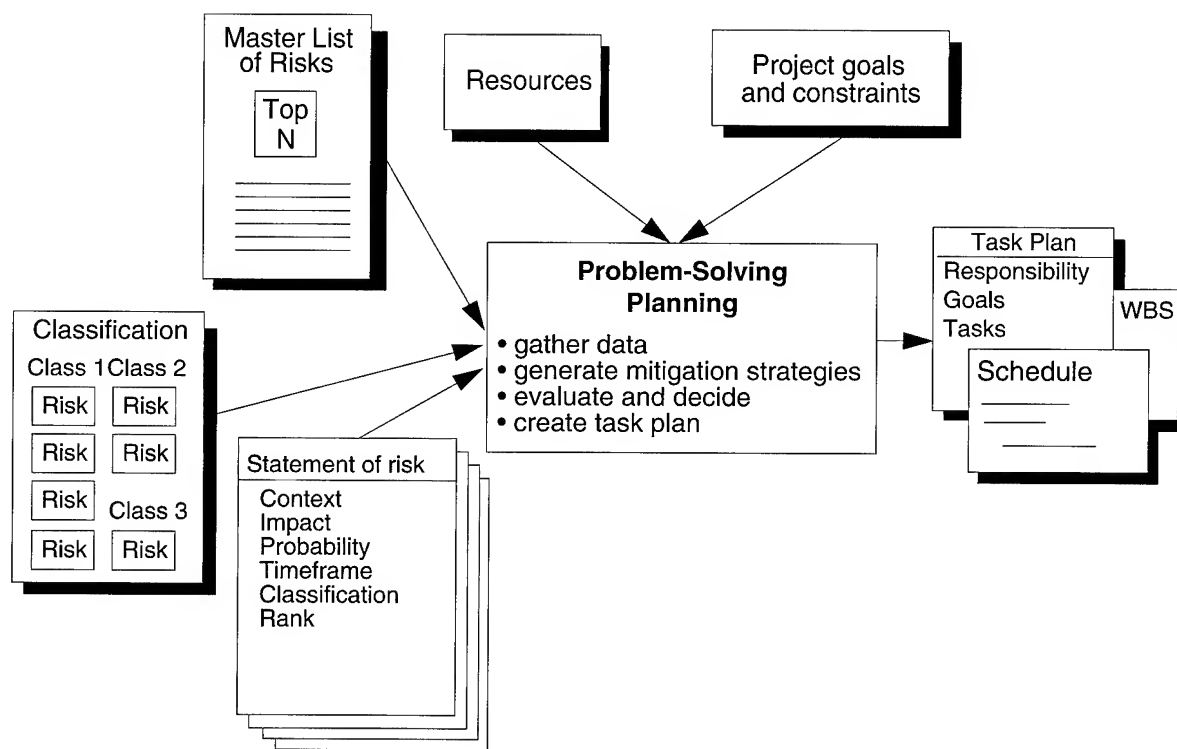 Master List
of Risks
Top
N
Resources
Project goals
and constraints
Problem-Solving
Planning
• gather data
• generate mitigation strategies
• evaluate and decide
• create task plan
Task Plan
Responsibility
Goals
Tasks
WBS
Schedule
Classification
Class 1 Class 2
Risk Risk
Risk Risk
Risk
Class 3
Risk Risk
Statement of risk
Context
Impact
Probability
Timeframe
Classification
Rank